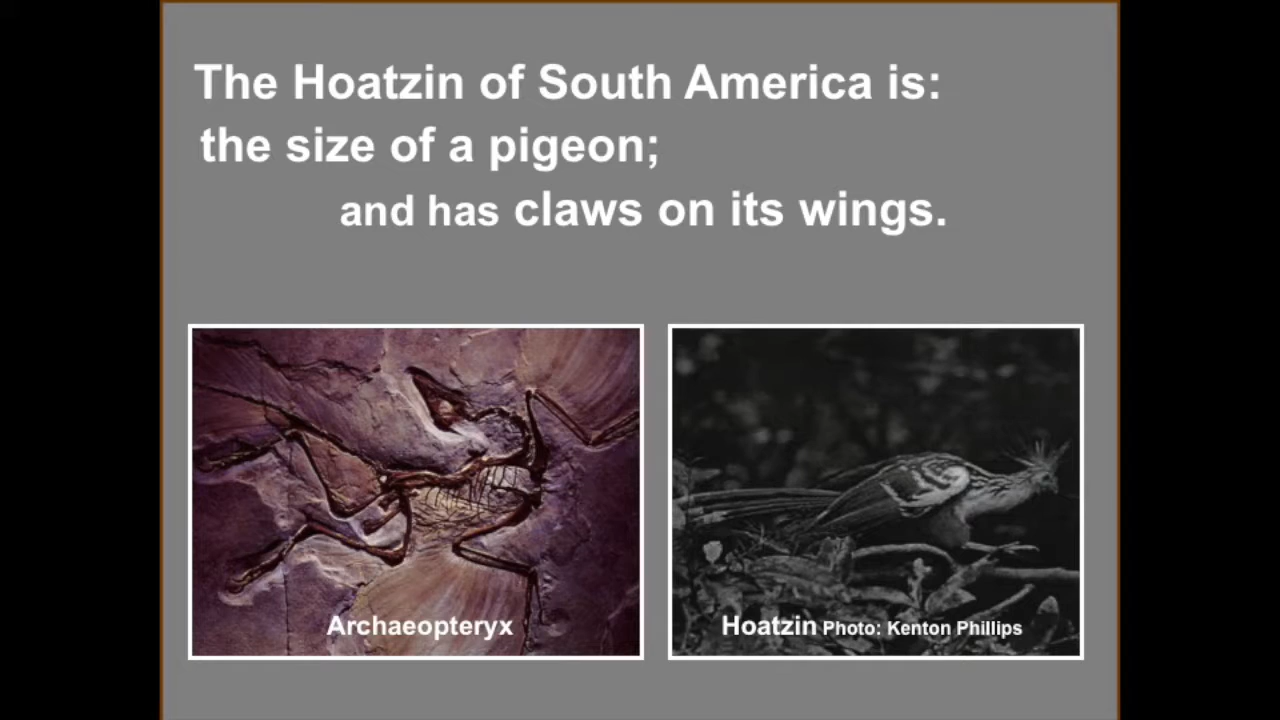 The Hoatzin of South America is:
the size of a pigeon;
and has claws on its wings.
Archaeopteryx
Hoatzin Photo: Kenton Phillips